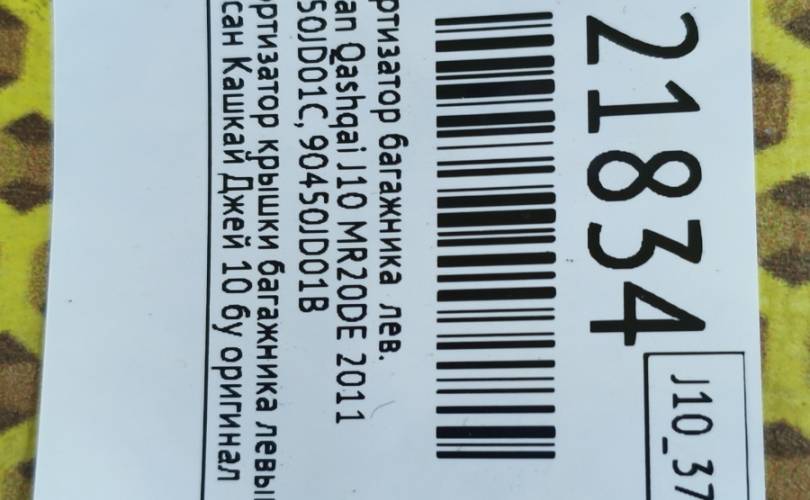 21834
J10_37
ртизатор багажника лев.
an Qashqai J10 MR20DE 2011
50JD01C, 90450JD01B
ортизатор крышки багажника левый
сан Кашкай Джей 10 бу оригинал